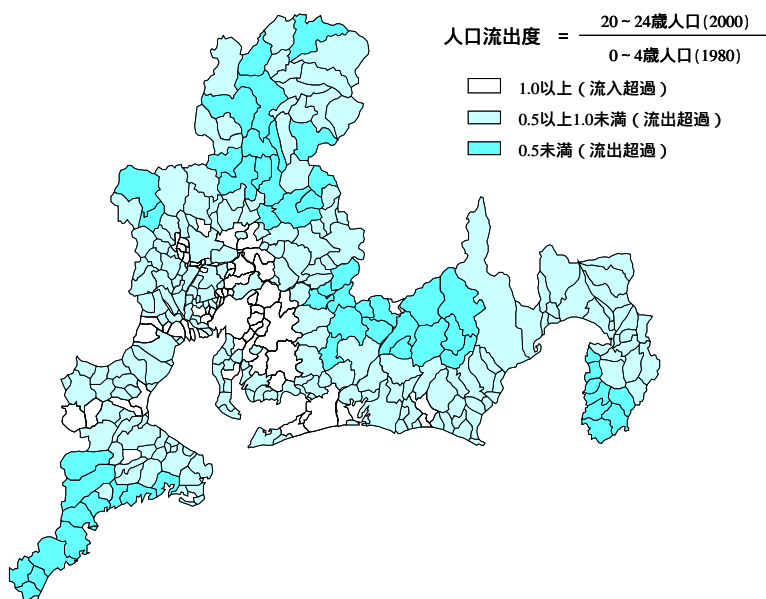 人口流出度 = 20~24歳人口(2000)
0~4歳人口(1980)
1.0以上（流入超過）
0.5以上1.0未満（流出超過）
0.5未満（流出超過）